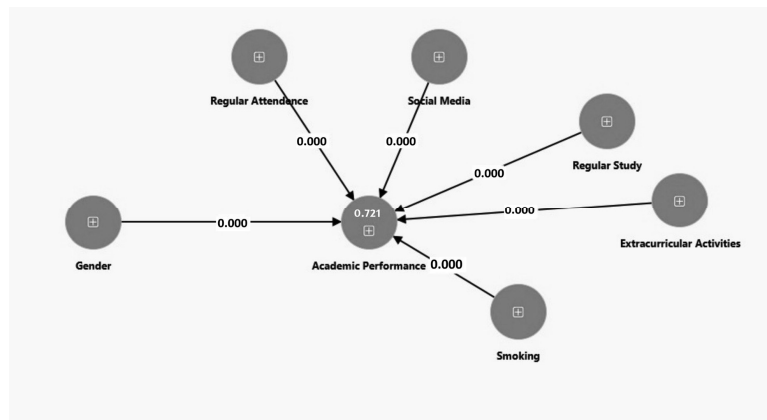 Regular Attendence
Social Media
0.000
0.000
Regular Study
0.000
0.721
0.000
0.000
Extracurricular Activities
Gender
Academic Performance
0.000
Smoking